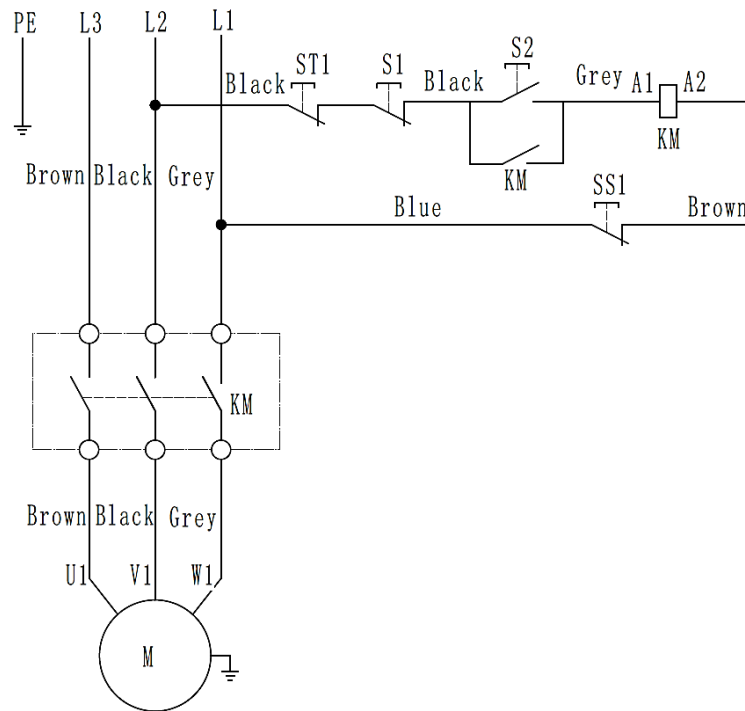 PE L3 L2 L1
ST1 S1 S2
Black Black Grey A1 A2
KM
KM
Brown Black Grey
SS1
Blue Brown
KM
Brown Black Grey
U1 V1 W1
M